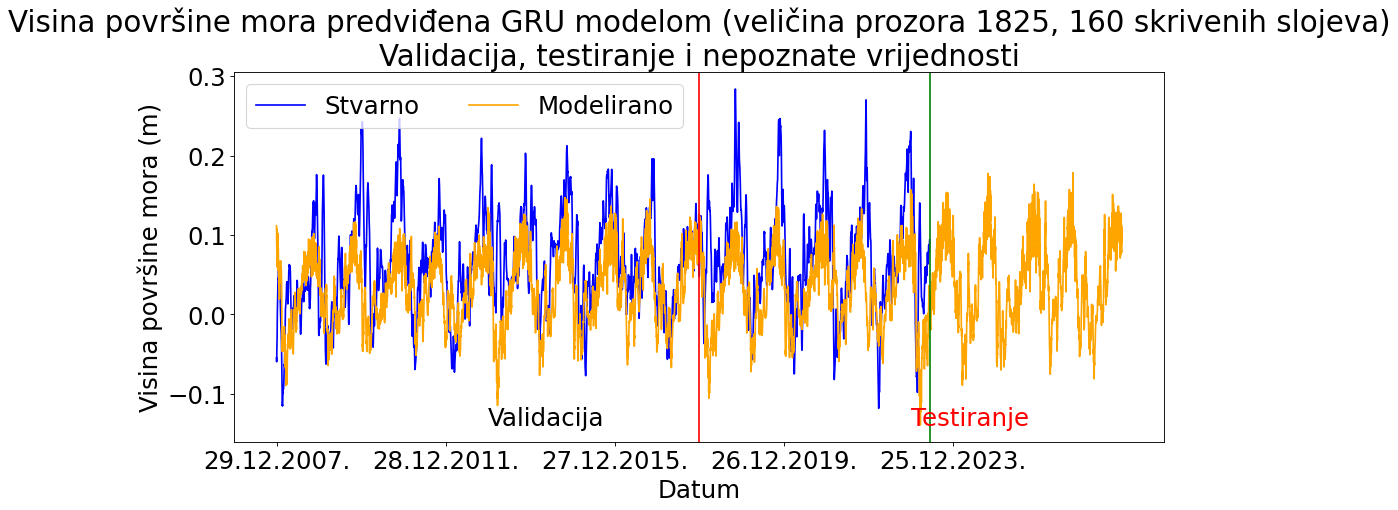 Visina površine mora predviđena GRU modelom (veličina prozora 1825, 160 skrivenih slojeva)
Validacija, testiranje i nepoznate vrijednosti
Stvarno
Modelirano
Visina površine mora (m)
0.3
0.2
0.1
0.0
−0.1
Validacija
Testiranje
29.12.2007.
28.12.2011.
27.12.2015.
26.12.2019.
25.12.2023.
Datum